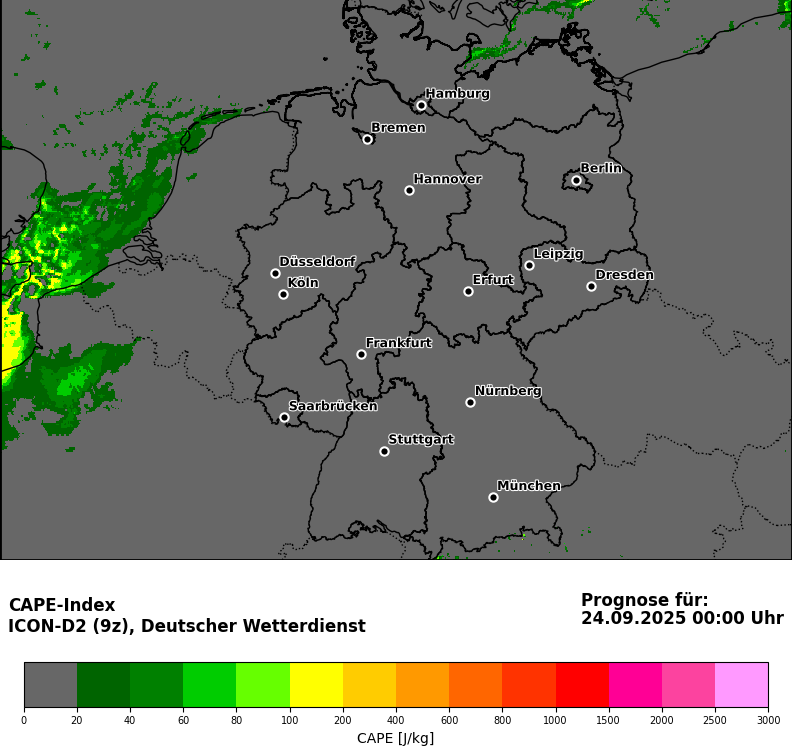 Hamburg
Bremen
Berlin
Hannover
Leipzig
Düsseldorf
Dresden
Köln
Erfurt
Frankfurt
Nürnberg
Saarbrücken
Stuttgart
München
CAPE-Index
ICON-D2 (9z), Deutscher Wetterdienst
Prognose für:
24.09.2025 00:00 Uhr
0 20 40 60 80 100 200 400 600 800 1000 1500 2000 2500 3000
CAPE [J/kg]